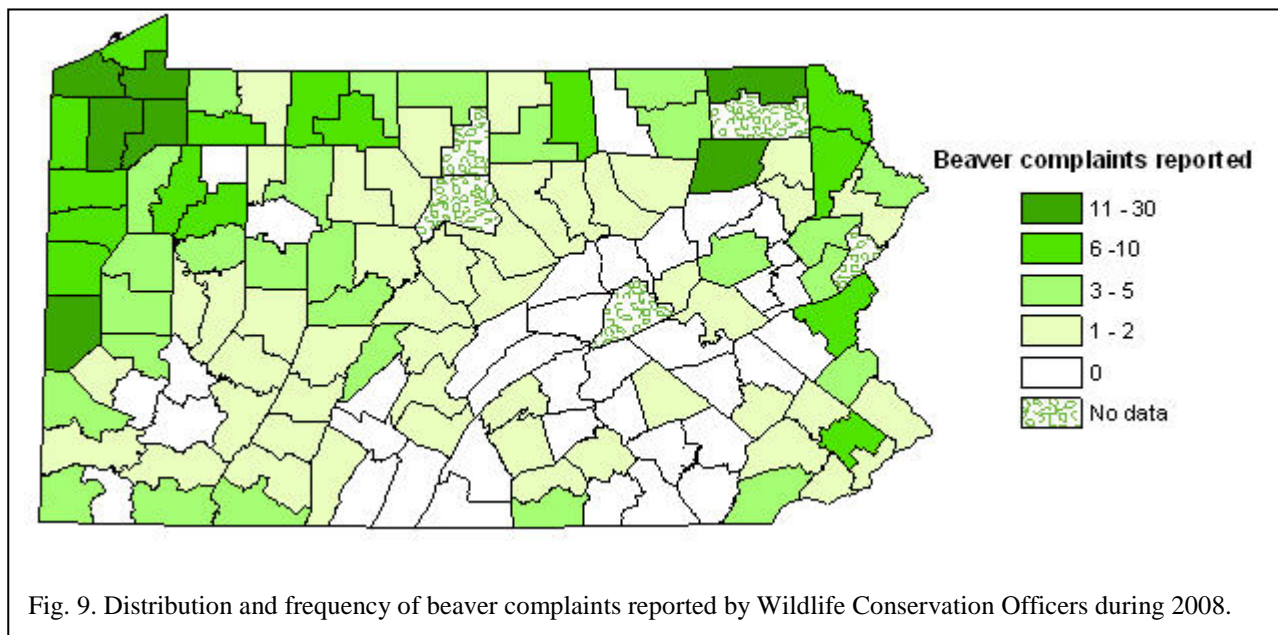 Beaver complaints reported
11 - 30
6 -10
3 - 5
1 - 2
0
No data
Fig. 9. Distribution and frequency of beaver complaints reported by Wildlife Conservation Officers during 2008.